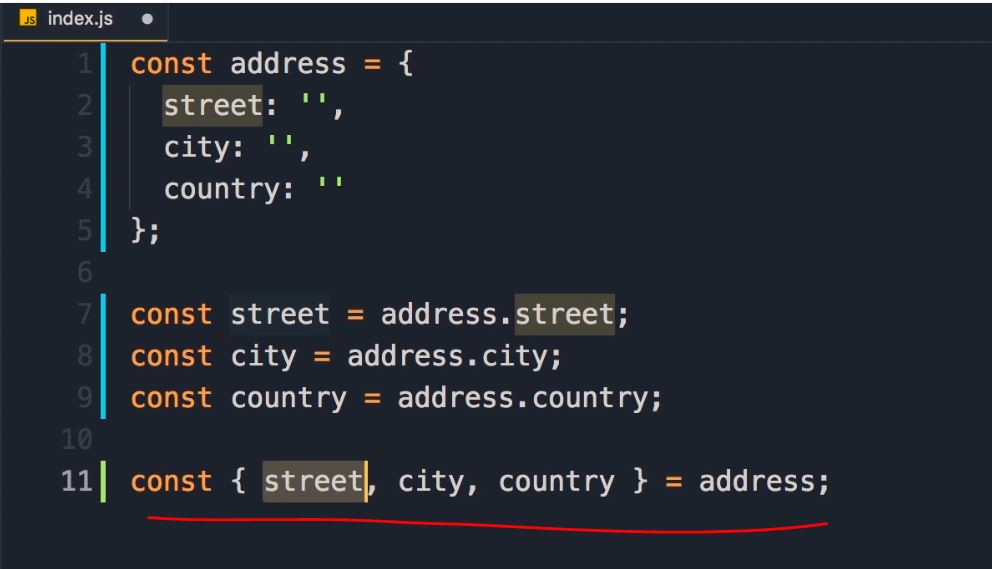 JS index.js
1 const address = {
2   street: '',
3   city: '',
4   country: ''
5 };
6
7 const street = address.street;
8 const city = address.city;
9 const country = address.country;
10
11 const { street, city, country } = address;